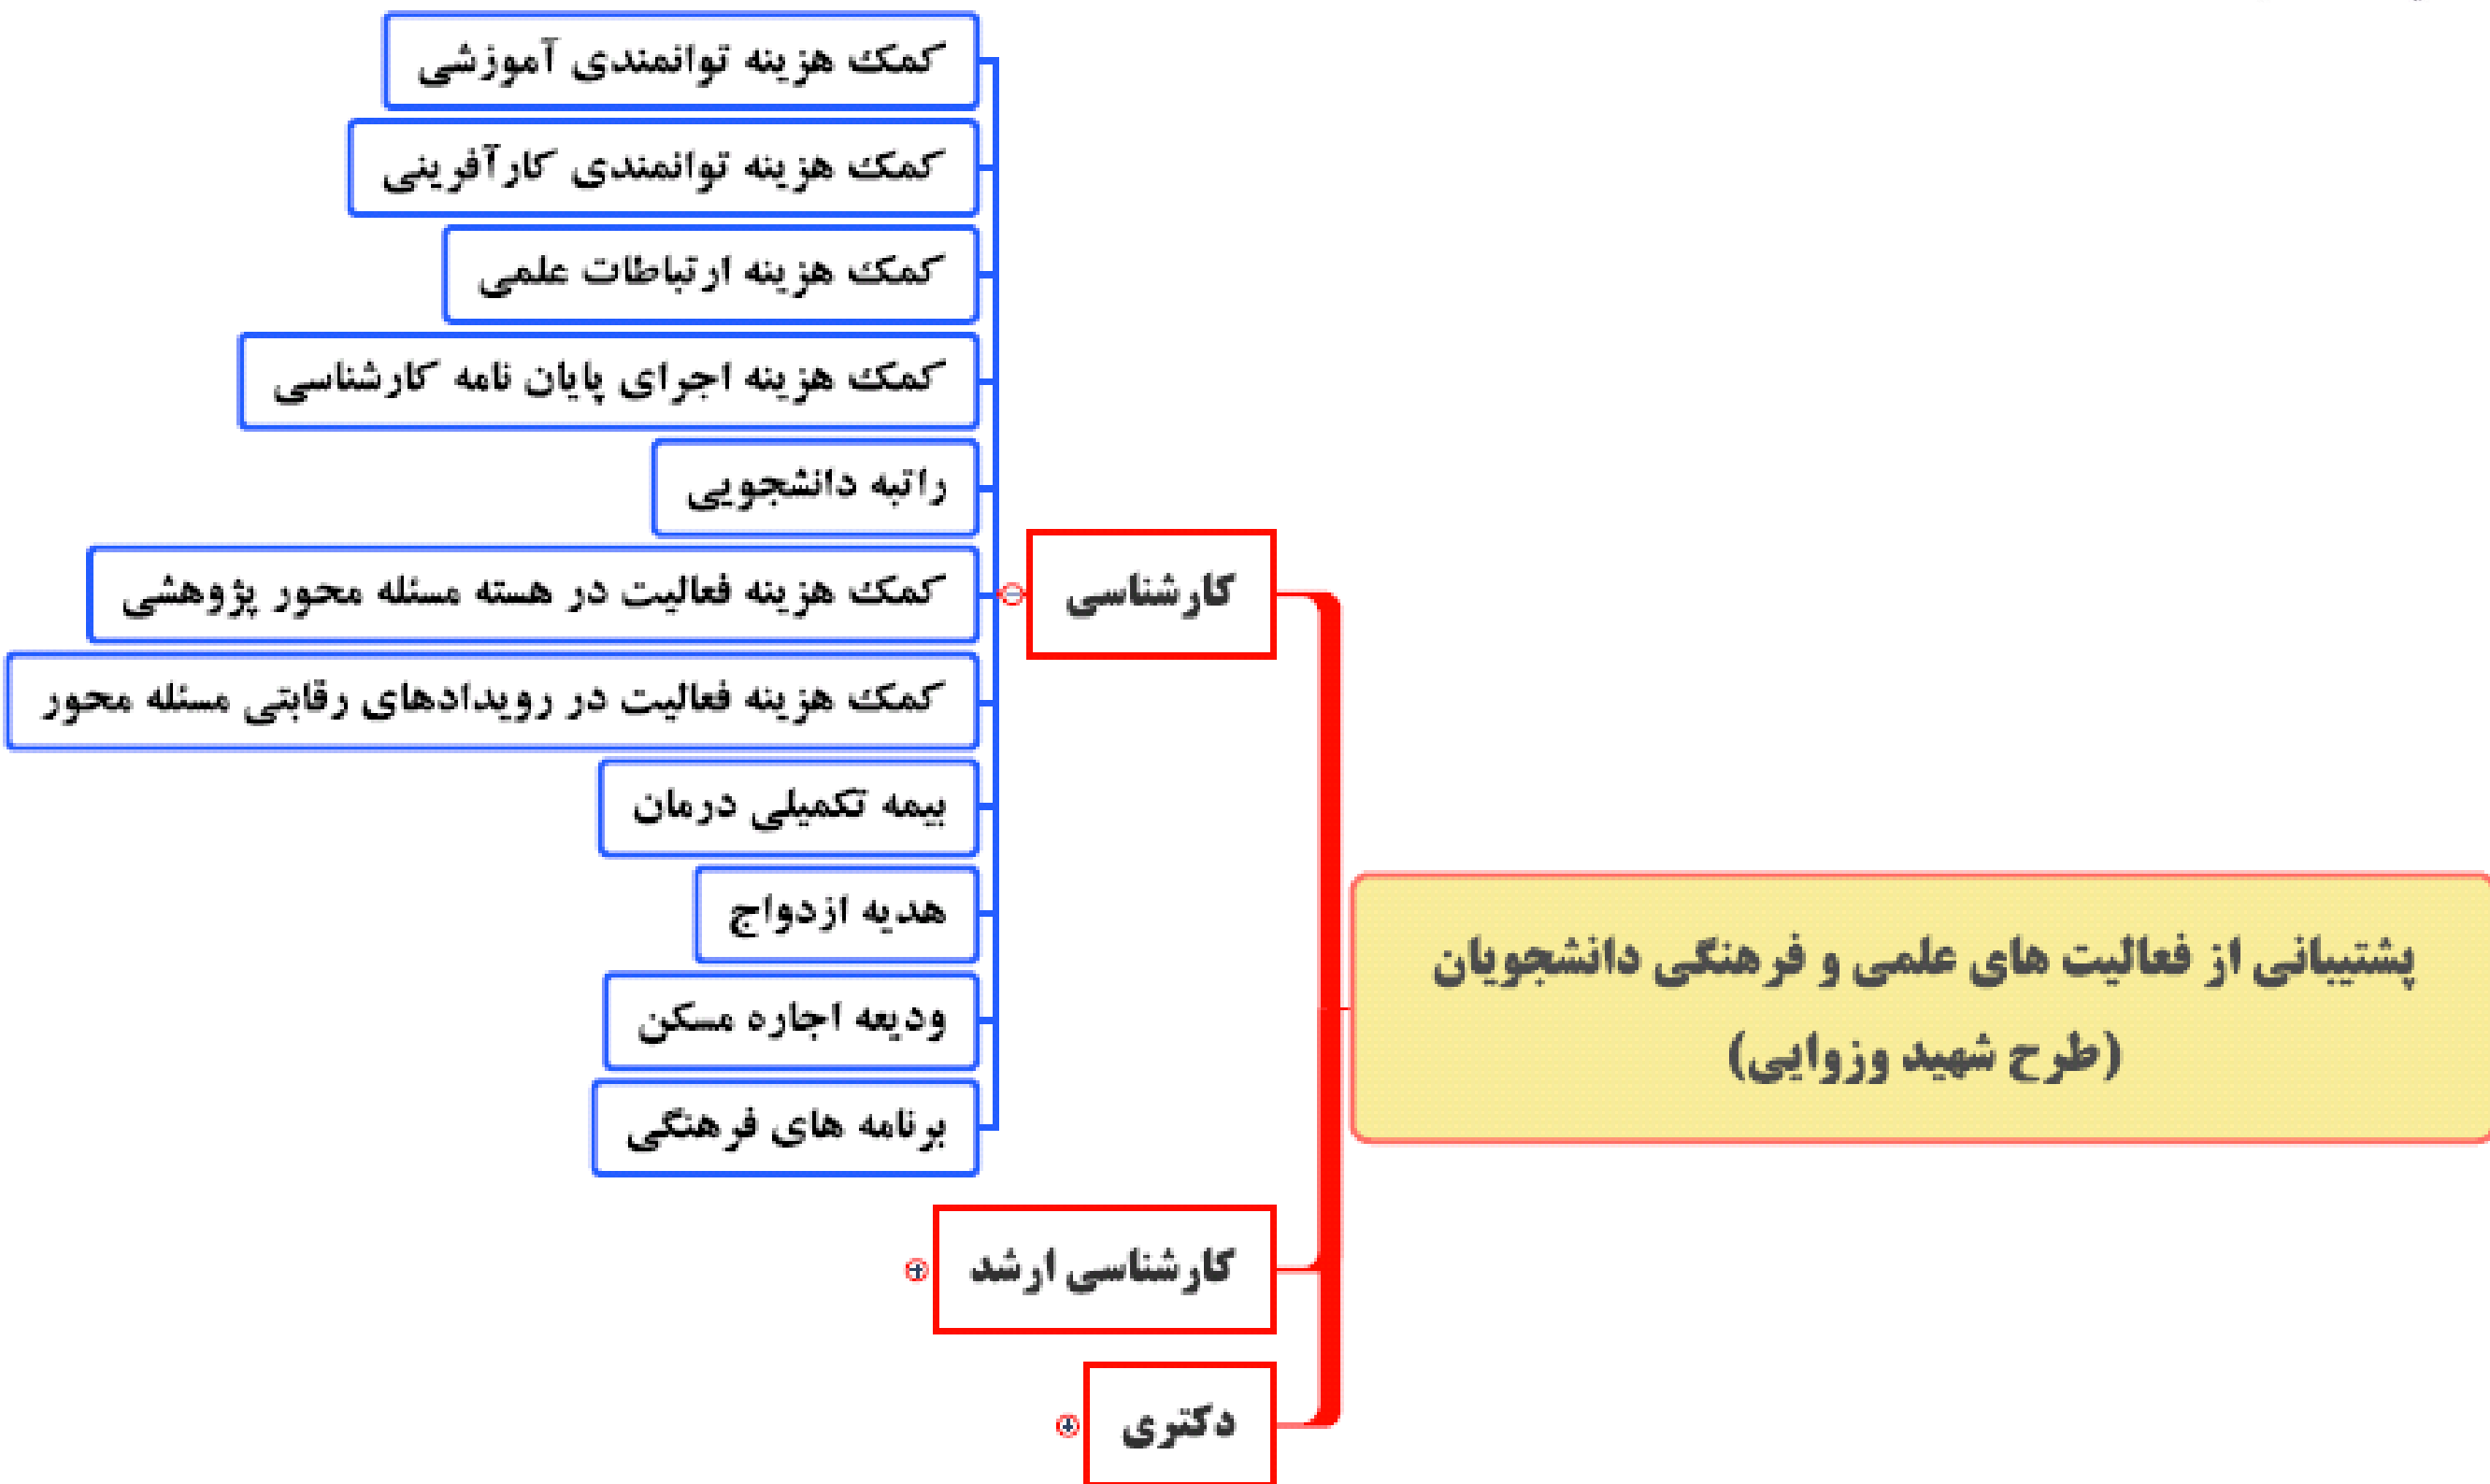 پشتیبانی از فعالیت های علمی و فرهنگی دانشجویان
(طرح شهید وزوایی)
کارشناسی
کمک هزینه توانمندی آموزشی
کمک هزینه توانمندی کارآفرینی
کمک هزینه ارتباطات علمی
کمک هزینه اجرای پایان نامه کارشناسی
راتبه دانشجویی
کمک هزینه فعالیت در هسته مسئله محور پژوهشی
کمک هزینه فعالیت در رویدادهای رقابتی مسئله محور
بیمه تکمیلی درمان
هدیه ازدواج
ودیعه اجاره مسکن
برنامه های فرهنگی
کارشناسی ارشد
دکتری